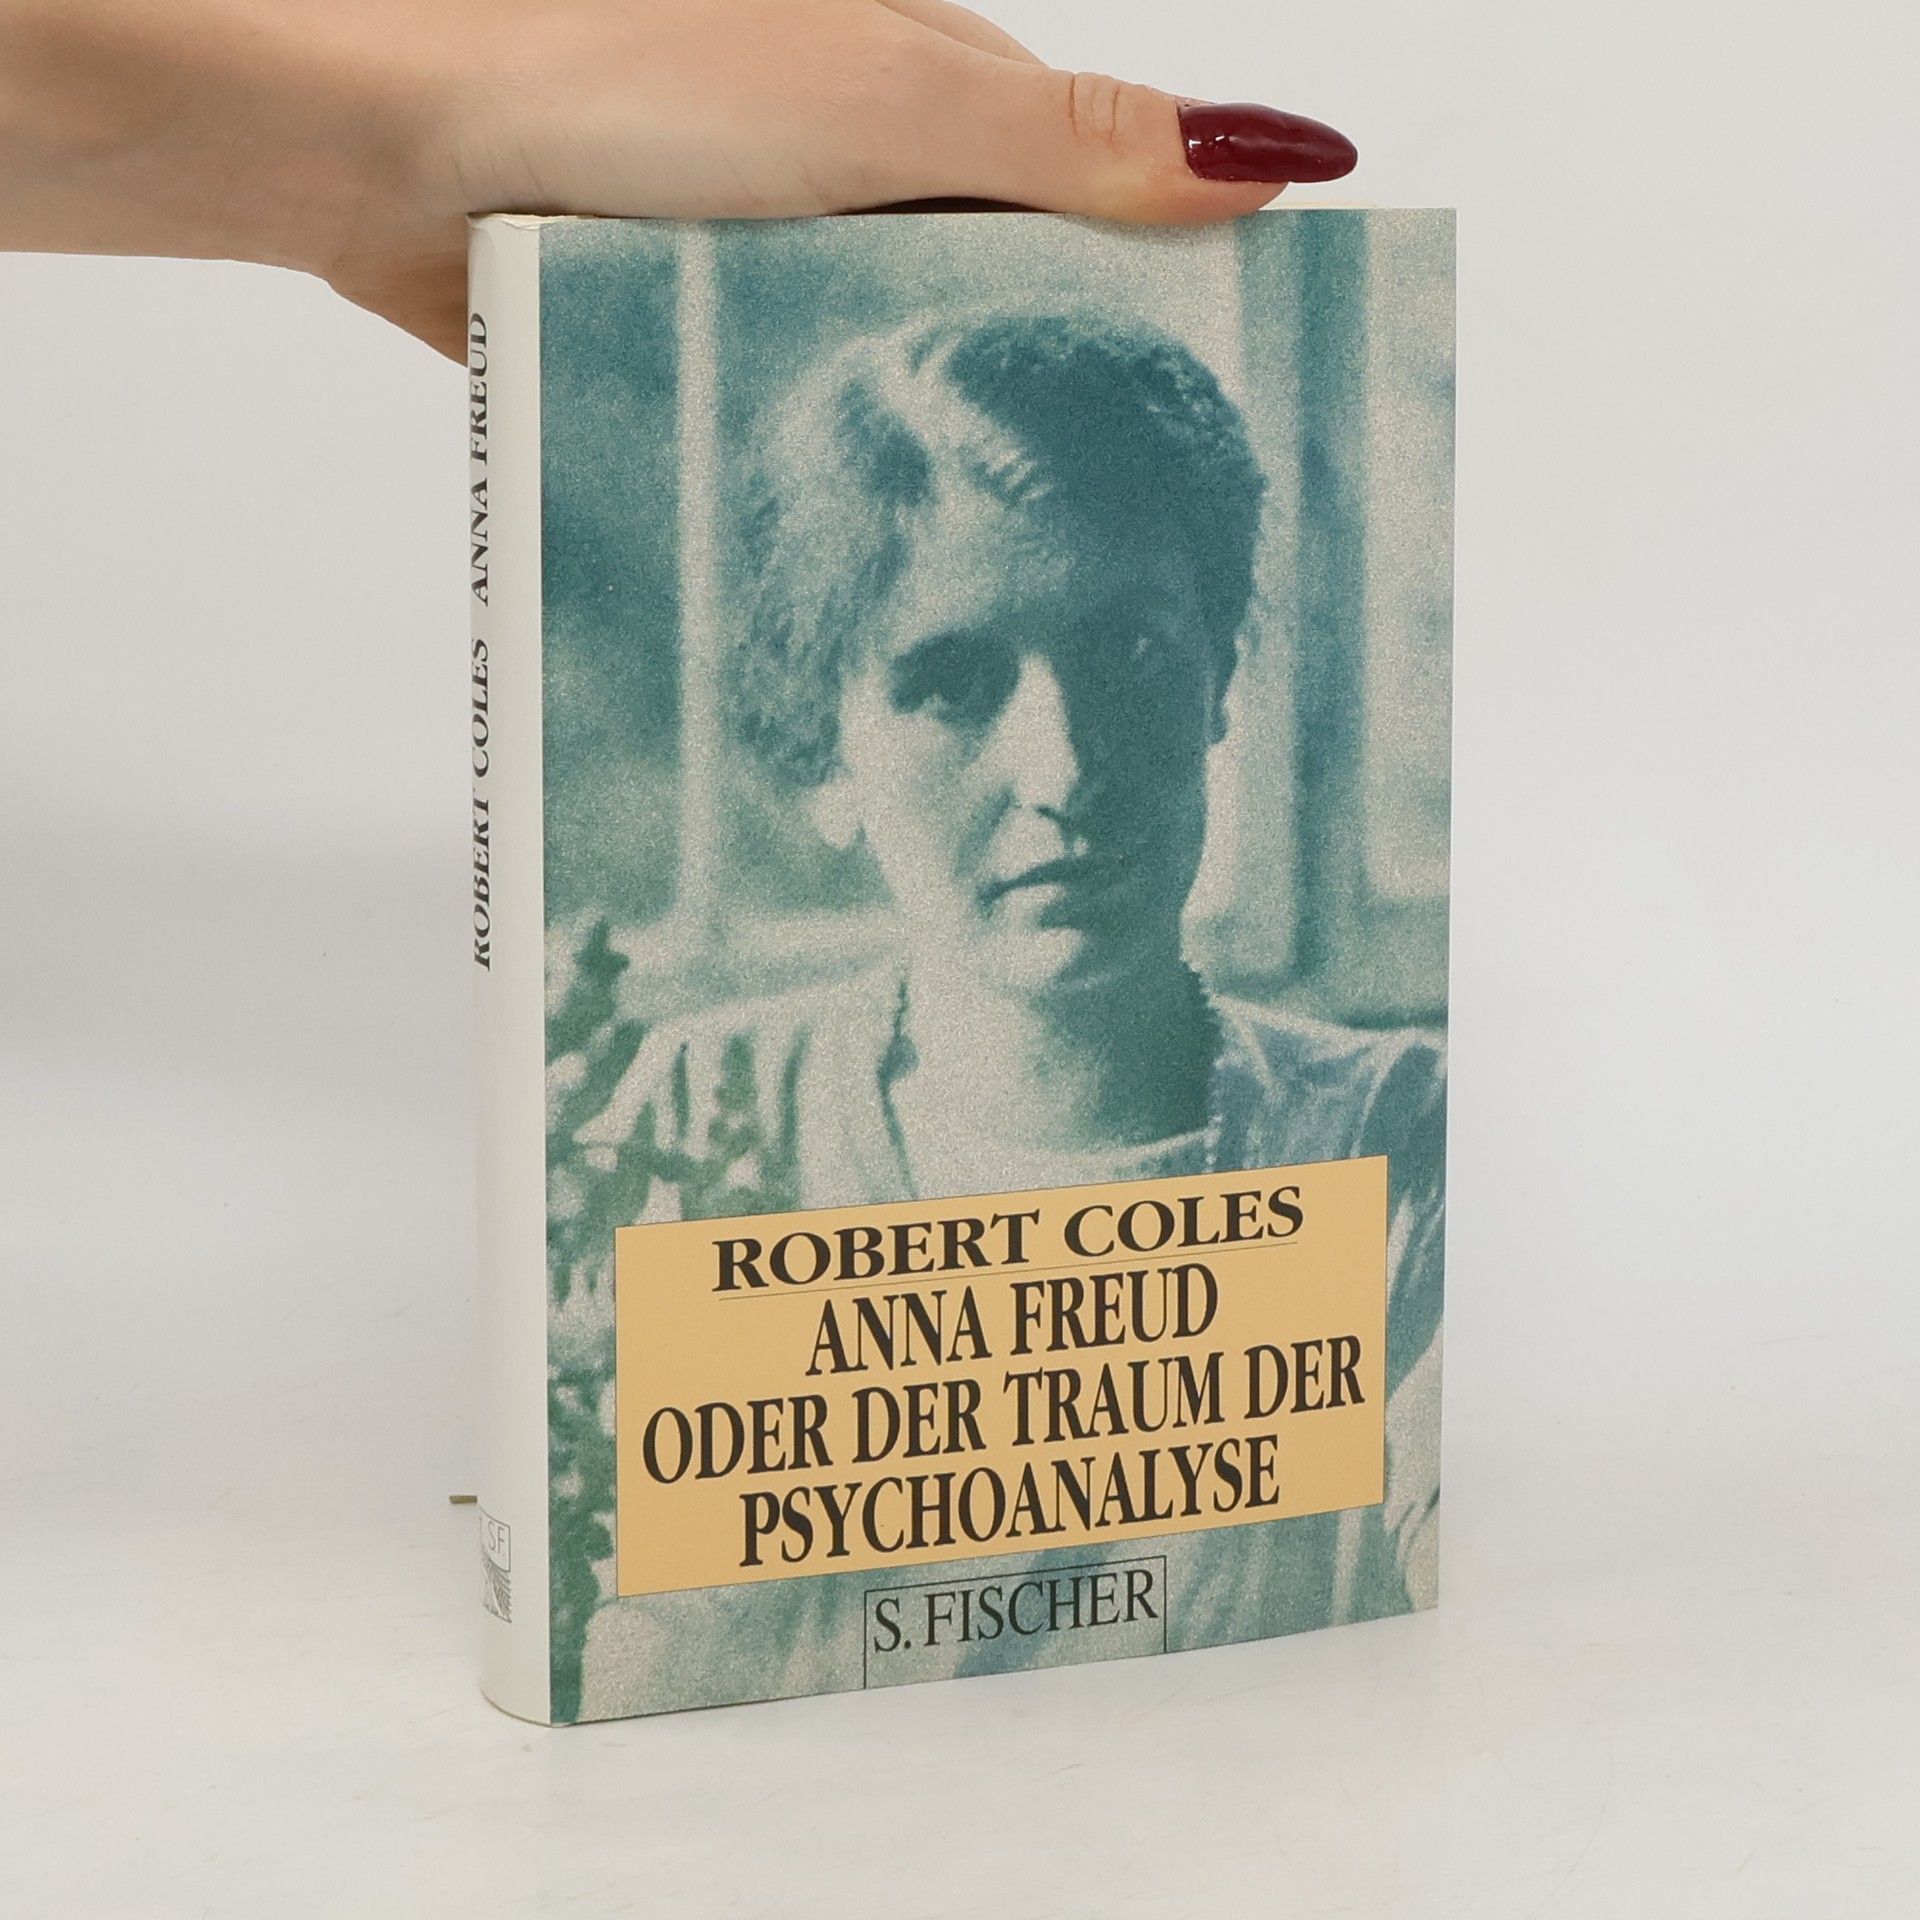 ROBERT COLES ANNA FREUD
S.F.
ROBERT COLES
ANNA FREUD
ODER DER TRAUM DER
PSYCHOANALYSE
S. FISCHER